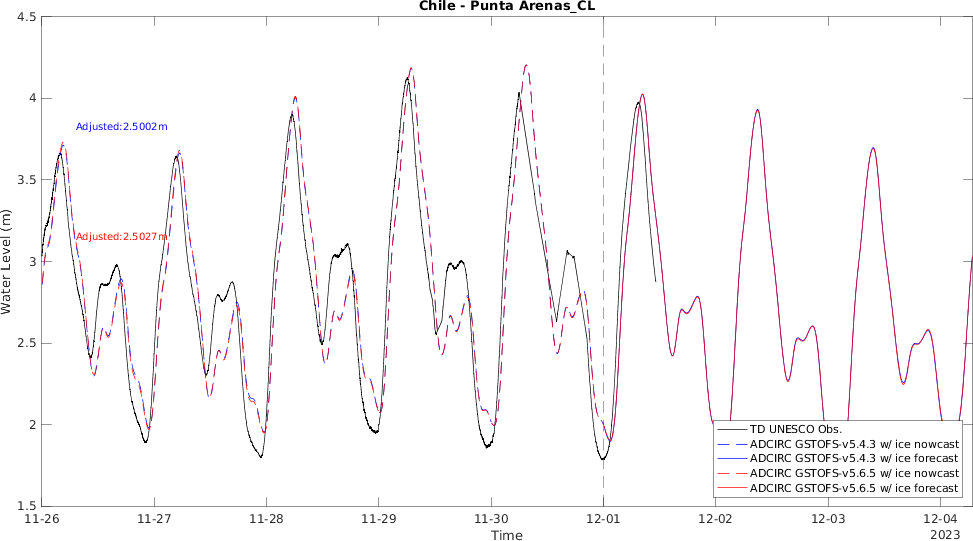 Chile - Punta Arenas_CL
4.5
4
3.5
3
2.5
2
1.5
Water Level (m)
Adjusted:2.5002m
Adjusted:2.5027m
TD UNESCO Obs.
ADCIRC GSTOFS-v5.4.3 w/ ice nowcast
ADCIRC GSTOFS-v5.4.3 w/ ice forecast
ADCIRC GSTOFS-v5.6.5 w/ ice nowcast
ADCIRC GSTOFS-v5.6.5 w/ ice forecast
11-26 11-27 11-28 11-29 11-30 12-01 12-02 12-03 12-04
Time
2023